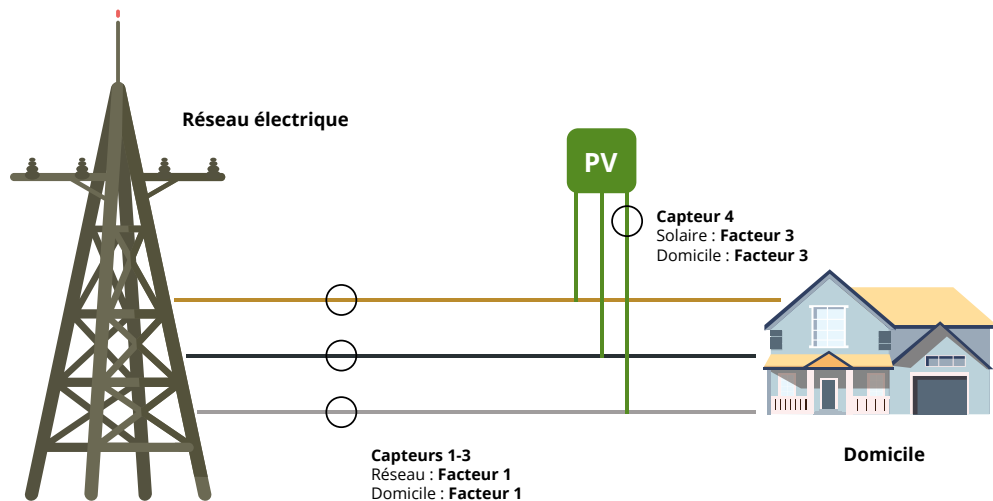 Réseau électrique
PV
Capteur 4
Solaire : Facteur 3
Domicile : Facteur 3
Domicile
Capteurs 1-3
Réseau : Facteur 1
Domicile : Facteur 1